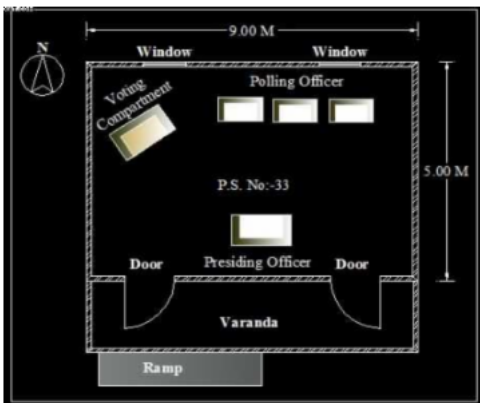 9.00 M
N
Window
Window
Voting
Compartment
Polling Officer
5.00 M
P.S. No:-33
Door
Presiding Officer
Door
Varanda
Ramp